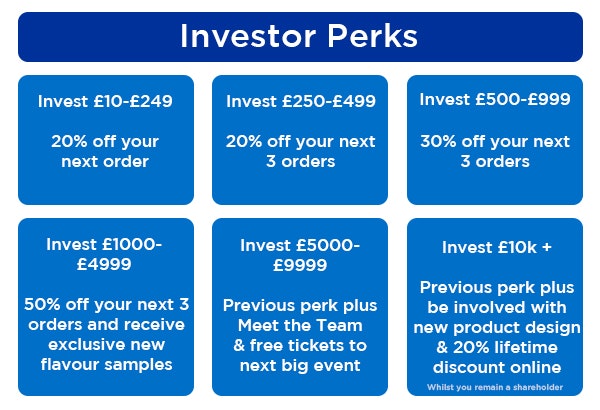 Investor Perks
Invest £10-£249
20% off your
next order
Invest £250-£499
20% off your next
3 orders
Invest £500-£999
30% off your next
3 orders
Invest £1000-
£4999
50% off your next 3
orders and receive
exclusive new
flavour samples
Invest £5000-
£9999
Previous perk plus
Meet the Team
& free tickets to
next big event
Invest £10k +
Previous perk plus
be involved with
new product design
& 20% lifetime
discount online
Whilst you remain a shareholder